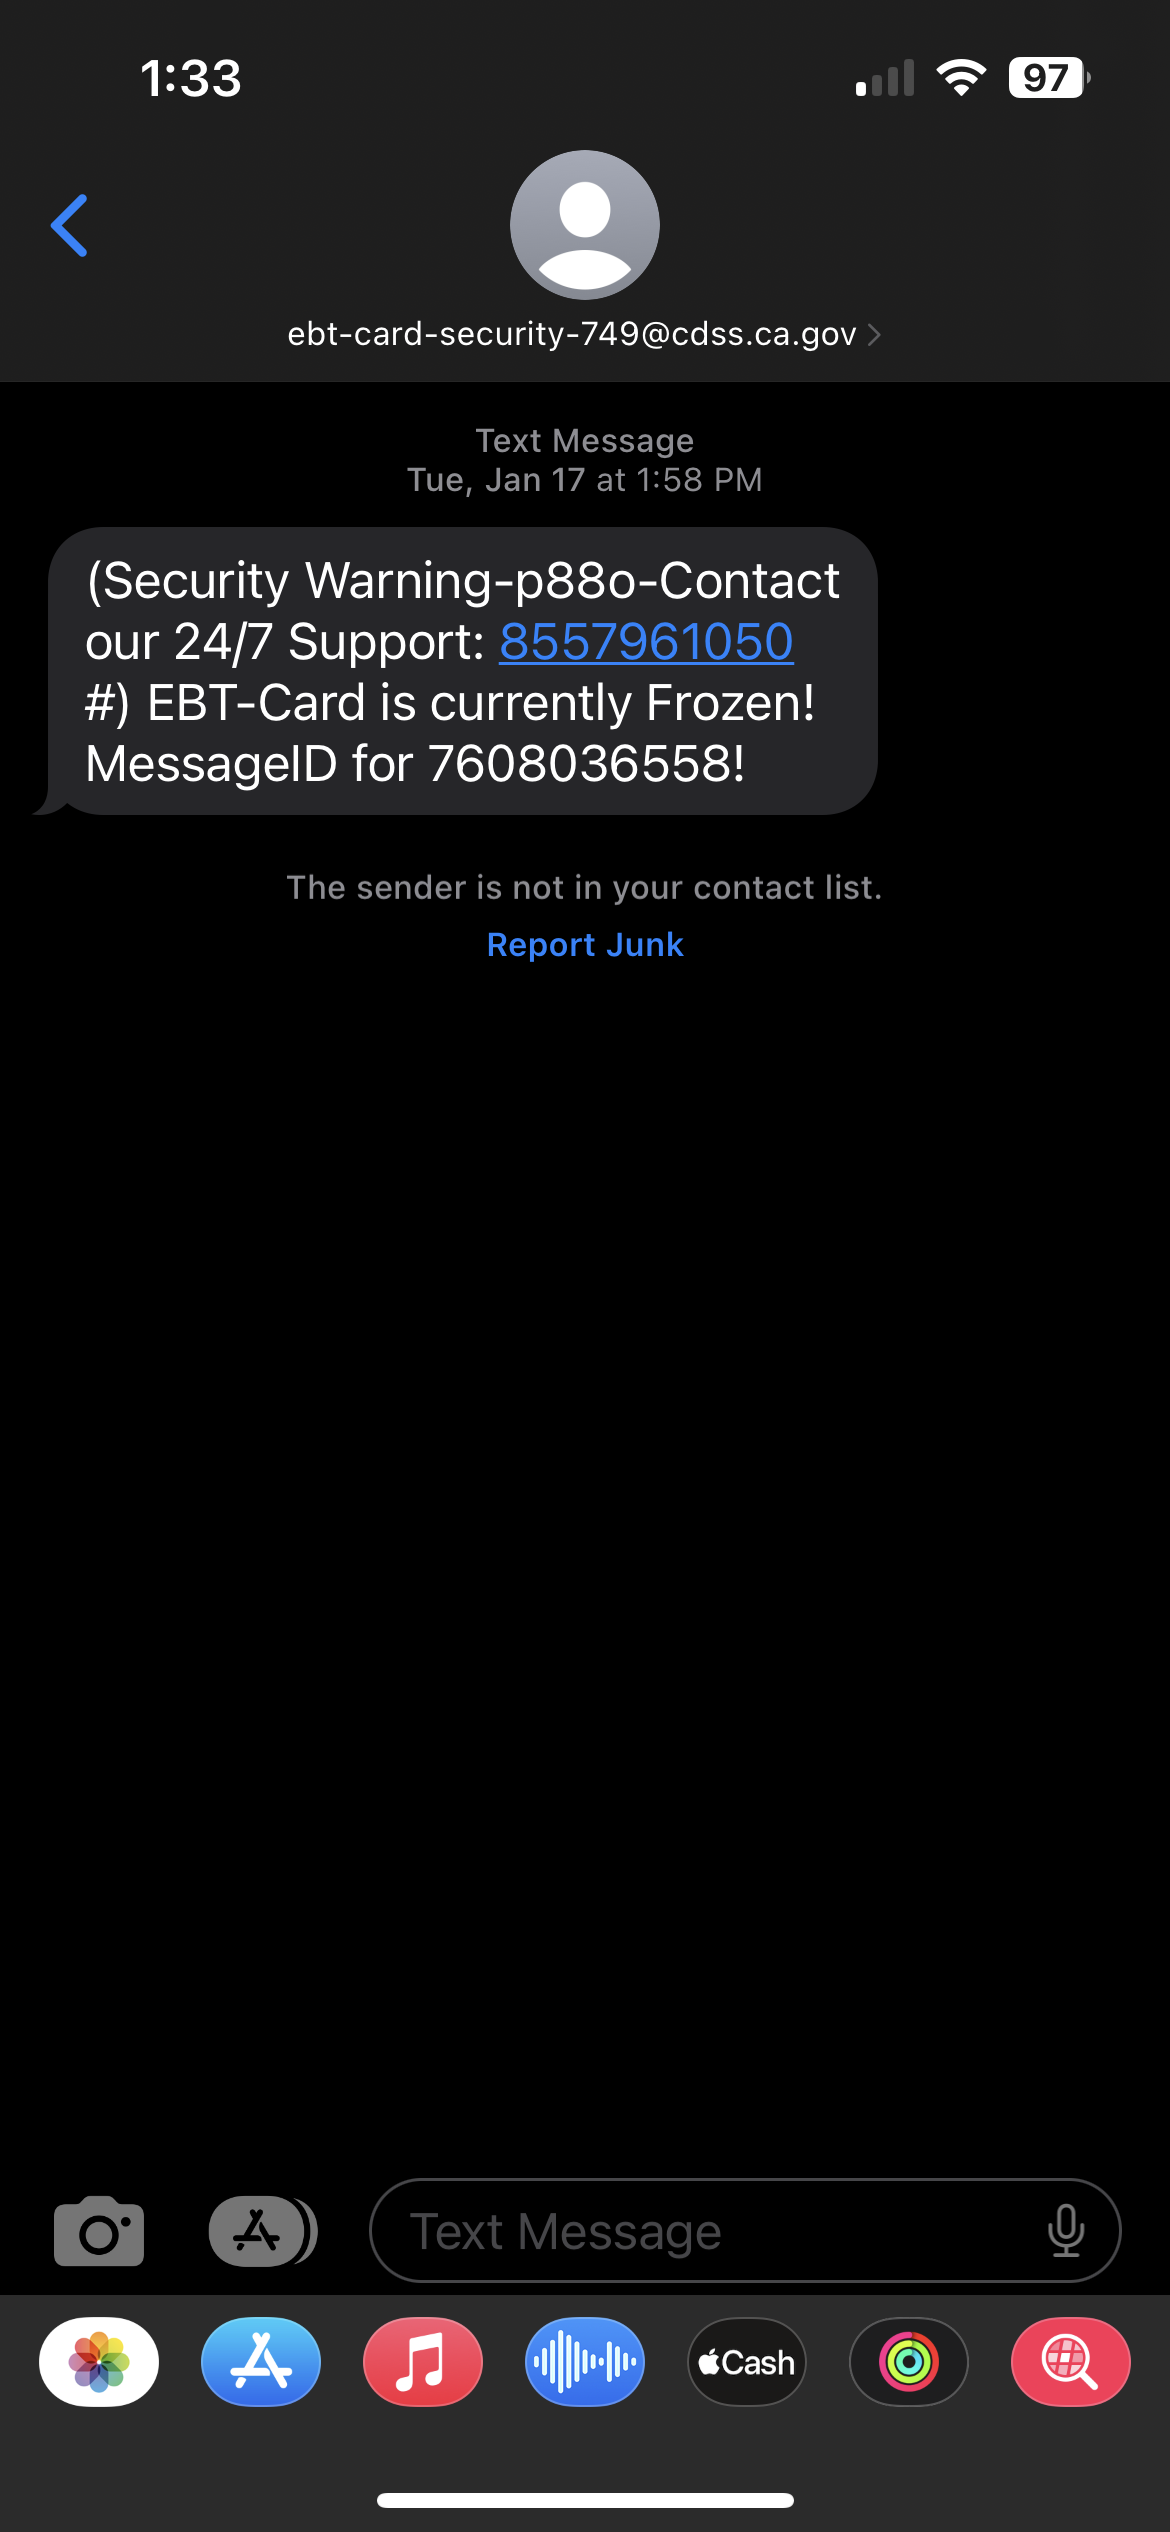 1:33
97
ebt-card-security-749@cdss.ca.gov
Text Message
Tue, Jan 17 at 1:58 PM
(Security Warning-p88o-Contact
our 24/7 Support: 8557961050
#) EBT-Card is currently Frozen!
MessageID for 7608036558!
The sender is not in your contact list.
Report Junk
Text Message
Cash